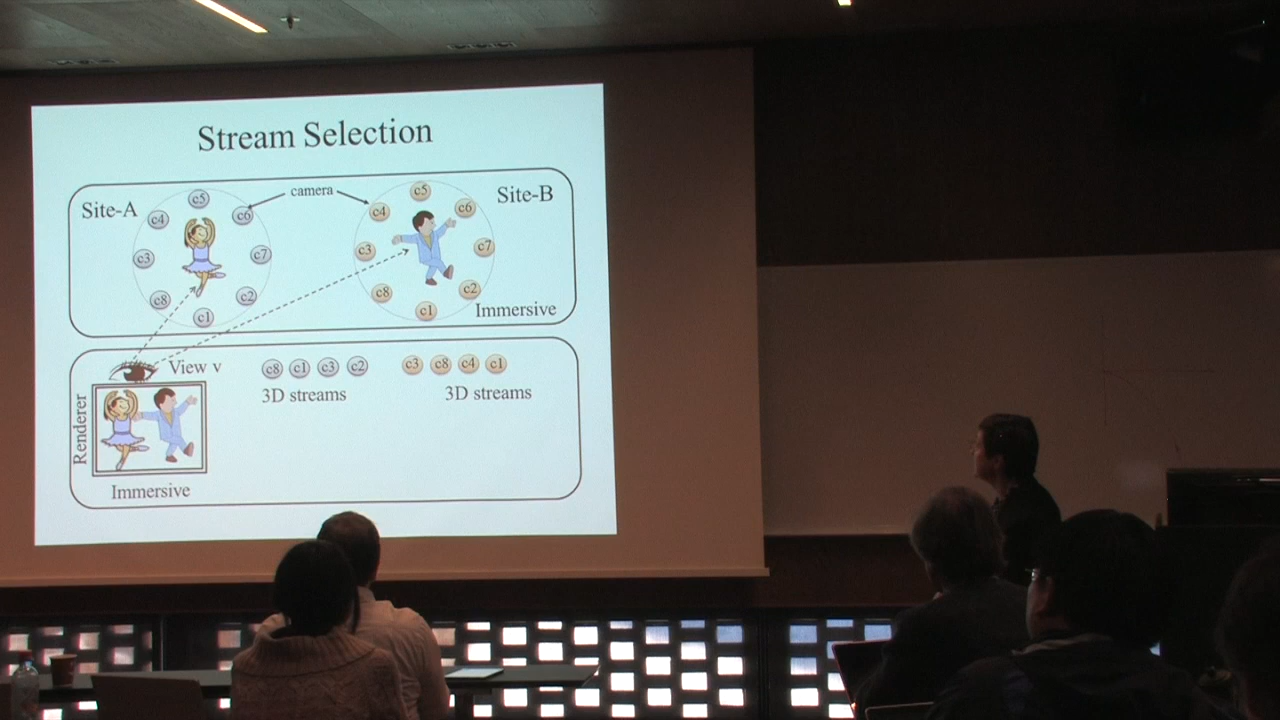 Stream Selection
Site-A
camera
Site-B
c5
c4
c6
c3
c7
c8
c2
c1
c5
c4
c6
c3
c7
c8
c2
c1
Immersive
View v
c8 c1 c3 c2
c3 c8 c4 c1
3D streams
3D streams
Renderer
Immersive